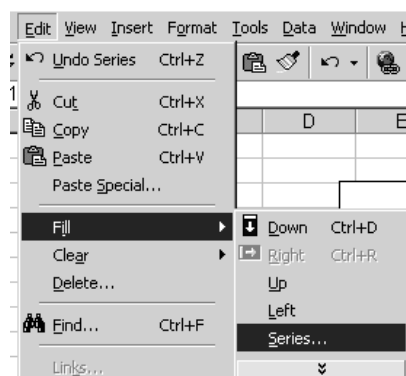 Edit View Insert Format Tools Data Window
Undo Series Ctrl+Z
Cut Ctrl+X
Copy Ctrl+C
Paste Ctrl+V
Paste Special...
Fill
Clear
Delete...
Find... Ctrl+F
Links...
D E
Down Ctrl+D
Right Ctrl+R
Up
Left
Series...